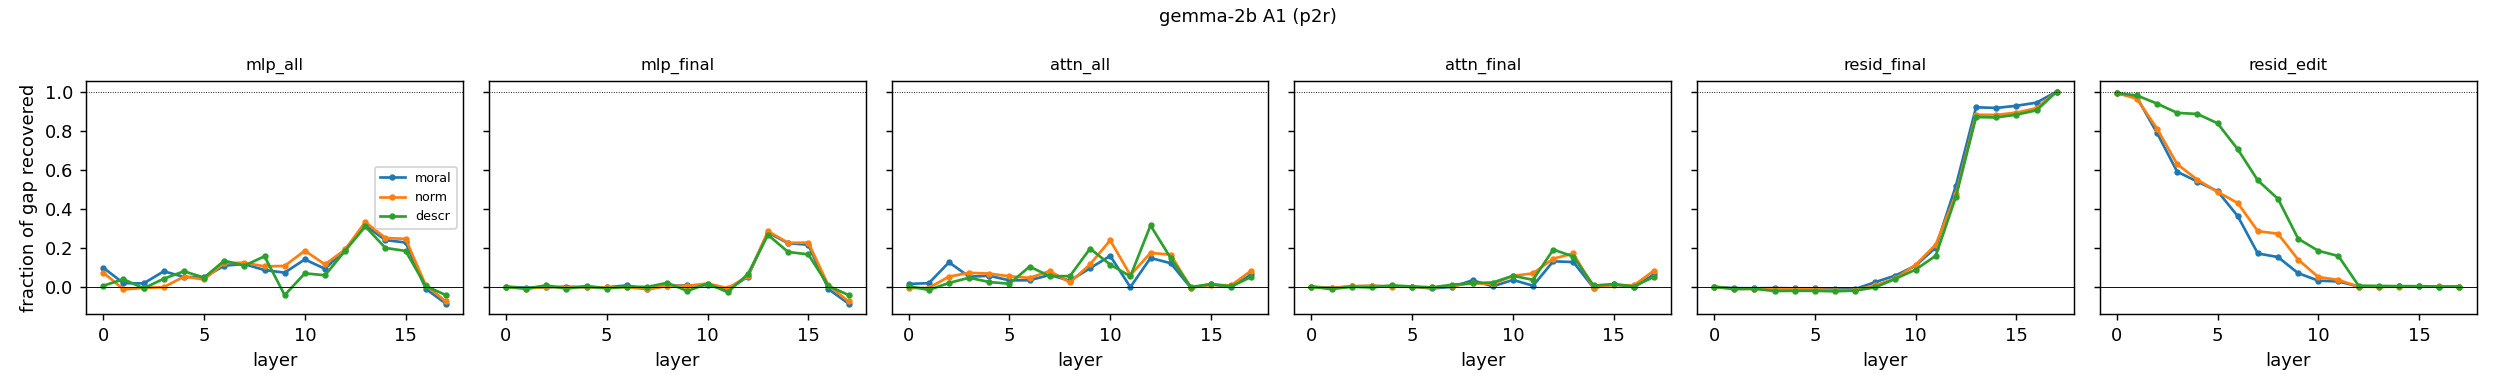 gemma-2b A1 (p2r)
mlp_all
mlp_final
attn_all
attn_final
resid_final
resid_edit
fraction of gap recovered
1.0
0.8
0.6
0.4
0.2
0.0
moral
norm
descr
0 5 10 15
0 5 10 15
0 5 10 15
0 5 10 15
0 5 10 15
0 5 10 15
layer
layer
layer
layer
layer
layer